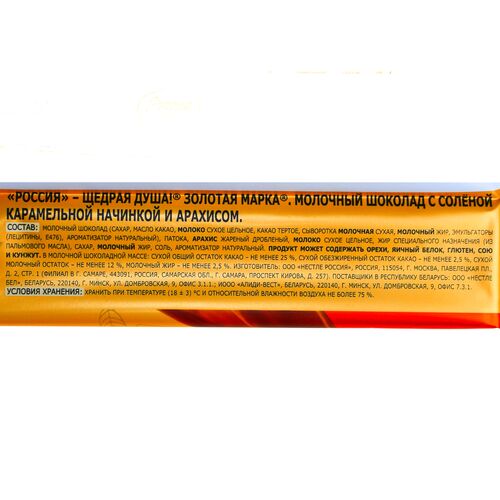 «РОССИЯ» – ЩЕДРАЯ ДУША!® ЗОЛОТАЯ МАРКА®. МОЛОЧНЫЙ ШОКОЛАД С СОЛЁНОЙ
КАРАМЕЛЬНОЙ НАЧИНКОЙ И АРАХИСОМ.
СОСТАВ: МОЛОЧНЫЙ ШОКОЛАД (САХАР, МАСЛО КАКАО, МОЛОКО СУХОЕ ЦЕЛЬНОЕ, КАКАО ТЕРТОЕ, СЫВОРОТКА МОЛОЧНАЯ СУХАЯ, МОЛОЧНЫЙ ЖИР, ЭМУЛЬГАТОРЫ
(ЛЕЦИТИНЫ, E476), АРОМАТИЗАТОР НАТУРАЛЬНЫЙ), ПАТОКА, АРАХИС ЖАРЕНЫЙ ДРОБЛЕНЫЙ, МОЛОКО СУХОЕ ЦЕЛЬНОЕ, ЖИР СПЕЦИАЛЬНОГО НАЗНАЧЕНИЯ (ИЗ
ПАЛЬМОВОГО МАСЛА), САХАР, МОЛОЧНЫЙ ЖИР, СОЛЬ, АРОМАТИЗАТОР НАТУРАЛЬНЫЙ. ПРОДУКТ МОЖЕТ СОДЕРЖАТЬ ОРЕХИ, ЯИЧНЫЙ БЕЛОК, ГЛЮТЕН, СОЮ
И КУНЖУТ. В МОЛОЧНОЙ ШОКОЛАДНОЙ МАССЕ: СУХОЙ ОБЩИЙ ОСТАТОК КАКАО – НЕ МЕНЕЕ 25 %, СУХОЙ ОБЕЗЖИРЕННЫЙ ОСТАТОК КАКАО – НЕ МЕНЕЕ 2,5 %, СУХОЙ
МОЛОЧНЫЙ ОСТАТОК – НЕ МЕНЕЕ 12 %, МОЛОЧНЫЙ ЖИР – НЕ МЕНЕЕ 2,5 %. ИЗГОТОВИТЕЛЬ: ООО «НЕСТЛЕ РОССИЯ», РОССИЯ, 115054, Г. МОСКВА, ПАВЕЛЕЦКАЯ ПЛ.,
Д. 2, СТР. 1 (ФИЛИАЛ В Г. САМАРЕ, 443091, РОССИЯ, САМАРСКАЯ ОБЛ., Г. САМАРА, ПРОСПЕКТ КИРОВА, Д. 257). ПОСТАВЩИКИ В РЕСПУБЛИКУ БЕЛАРУСЬ: ООО «НЕСТЛЕ
БЕЛ», БЕЛАРУСЬ, 220140, Г. МИНСК, УЛ. ДОМБРОВСКАЯ, 9, ОФИС 3.1.1.; ИООО «АЛИДИ-ВЕСТ», БЕЛАРУСЬ, 220140, Г. МИНСК, УЛ. ДОМБРОВСКАЯ, 9, ОФИС 7.3.1.
УСЛОВИЯ ХРАНЕНИЯ: ХРАНИТЬ ПРИ ТЕМПЕРАТУРЕ (18 ± 3) °С И ОТНОСИТЕЛЬНОЙ ВЛАЖНОСТИ ВОЗДУХА НЕ БОЛЕЕ 75 %.